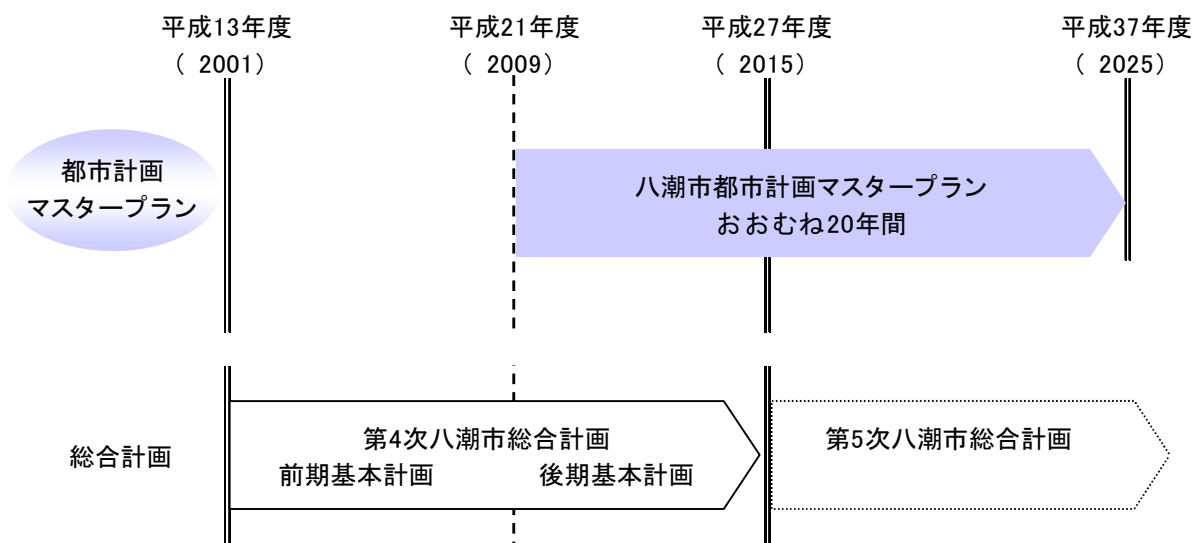 平成13年度
( 2001)
平成21年度
( 2009)
平成27年度
( 2015)
平成37年度
( 2025)
都市計画
マスタープラン
八潮市都市計画マスタープラン
おおむね20年間
総合計画
第4次八潮市総合計画
前期基本計画
後期基本計画
第5次八潮市総合計画